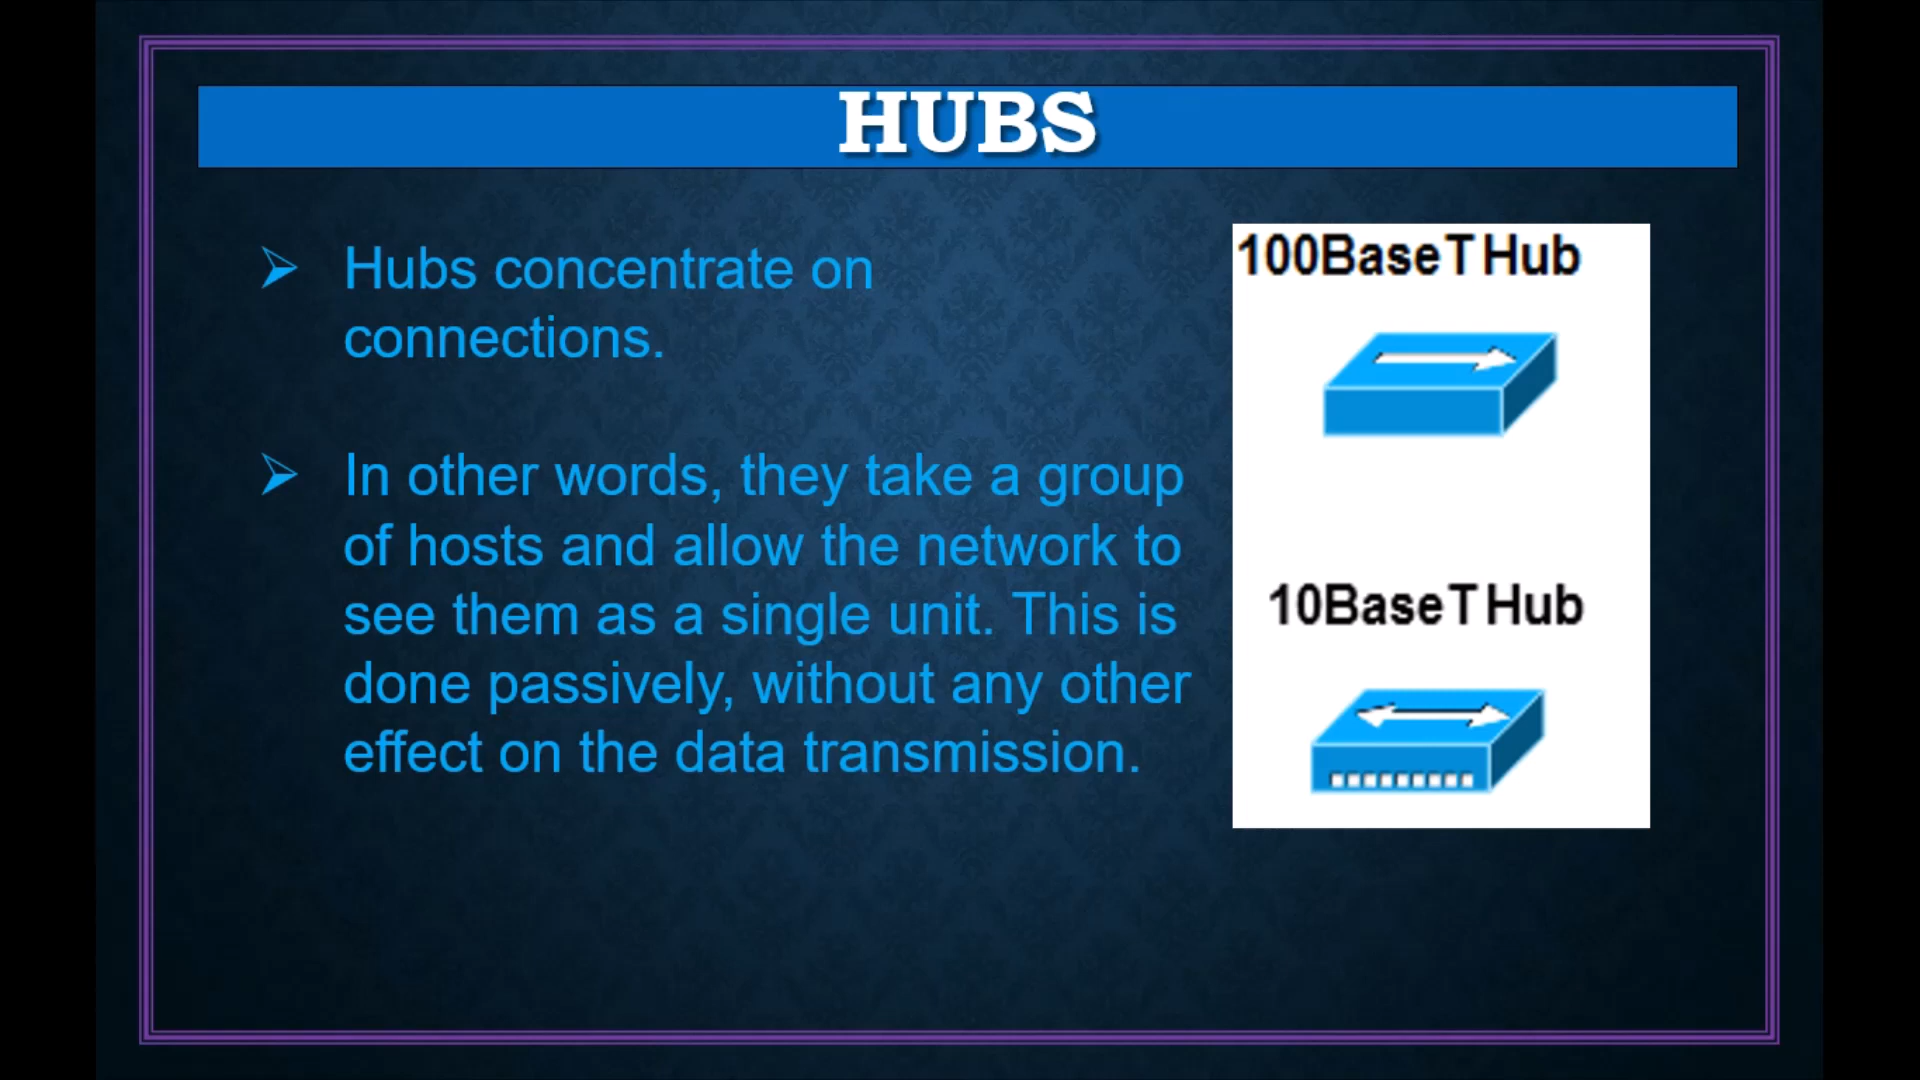 HUBS
Hubs concentrate on
connections.
In other words, they take a group
of hosts and allow the network to
see them as a single unit. This is
done passively, without any other
effect on the data transmission.
100BaseT Hub
10BaseT Hub